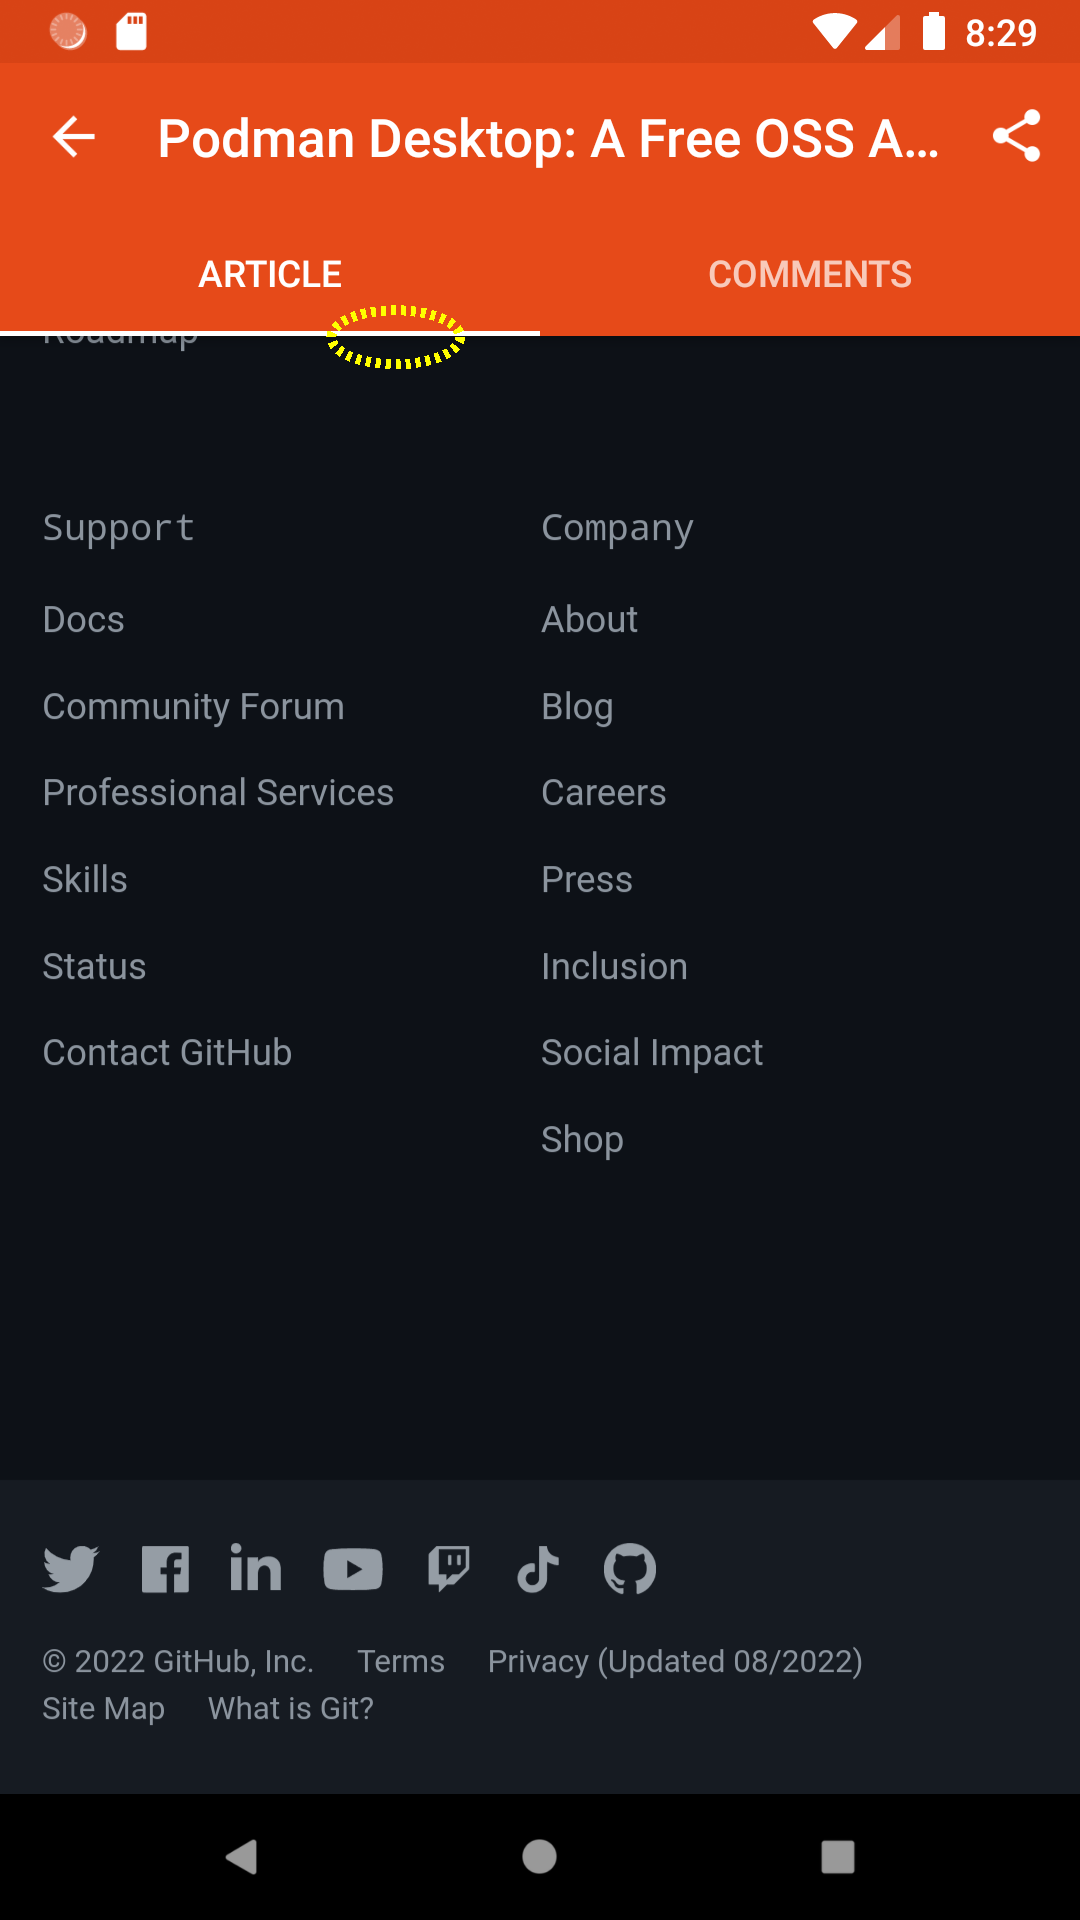 8:29
Podman Desktop: A Free OSS A...
ARTICLE
COMMENTS
Roadmap
Support
Company
Docs
About
Community Forum
Blog
Professional Services
Careers
Skills
Press
Status
Inclusion
Contact GitHub
Social Impact
Shop
© 2022 GitHub, Inc. Terms Privacy (Updated 08/2022)
Site Map What is Git?